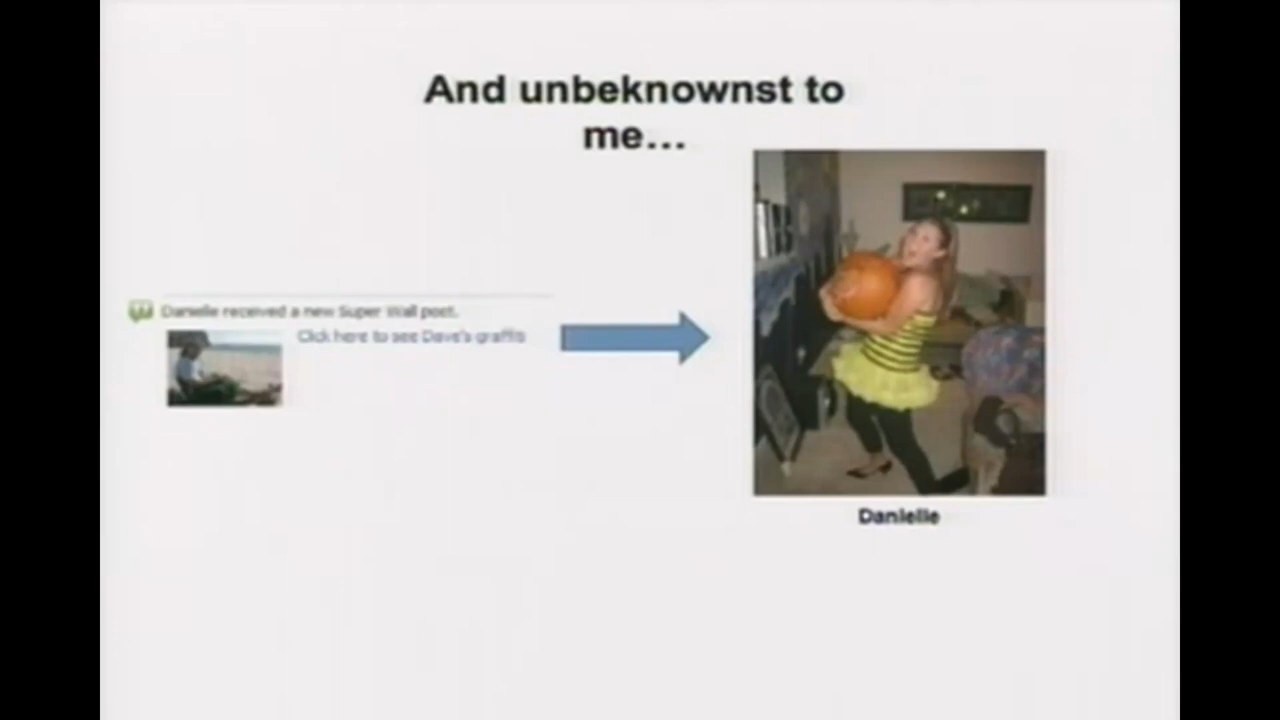 And unbeknownst to
me...
Danielle received a new Super Wall post.
Click here to see Dave's graffiti
Danielle